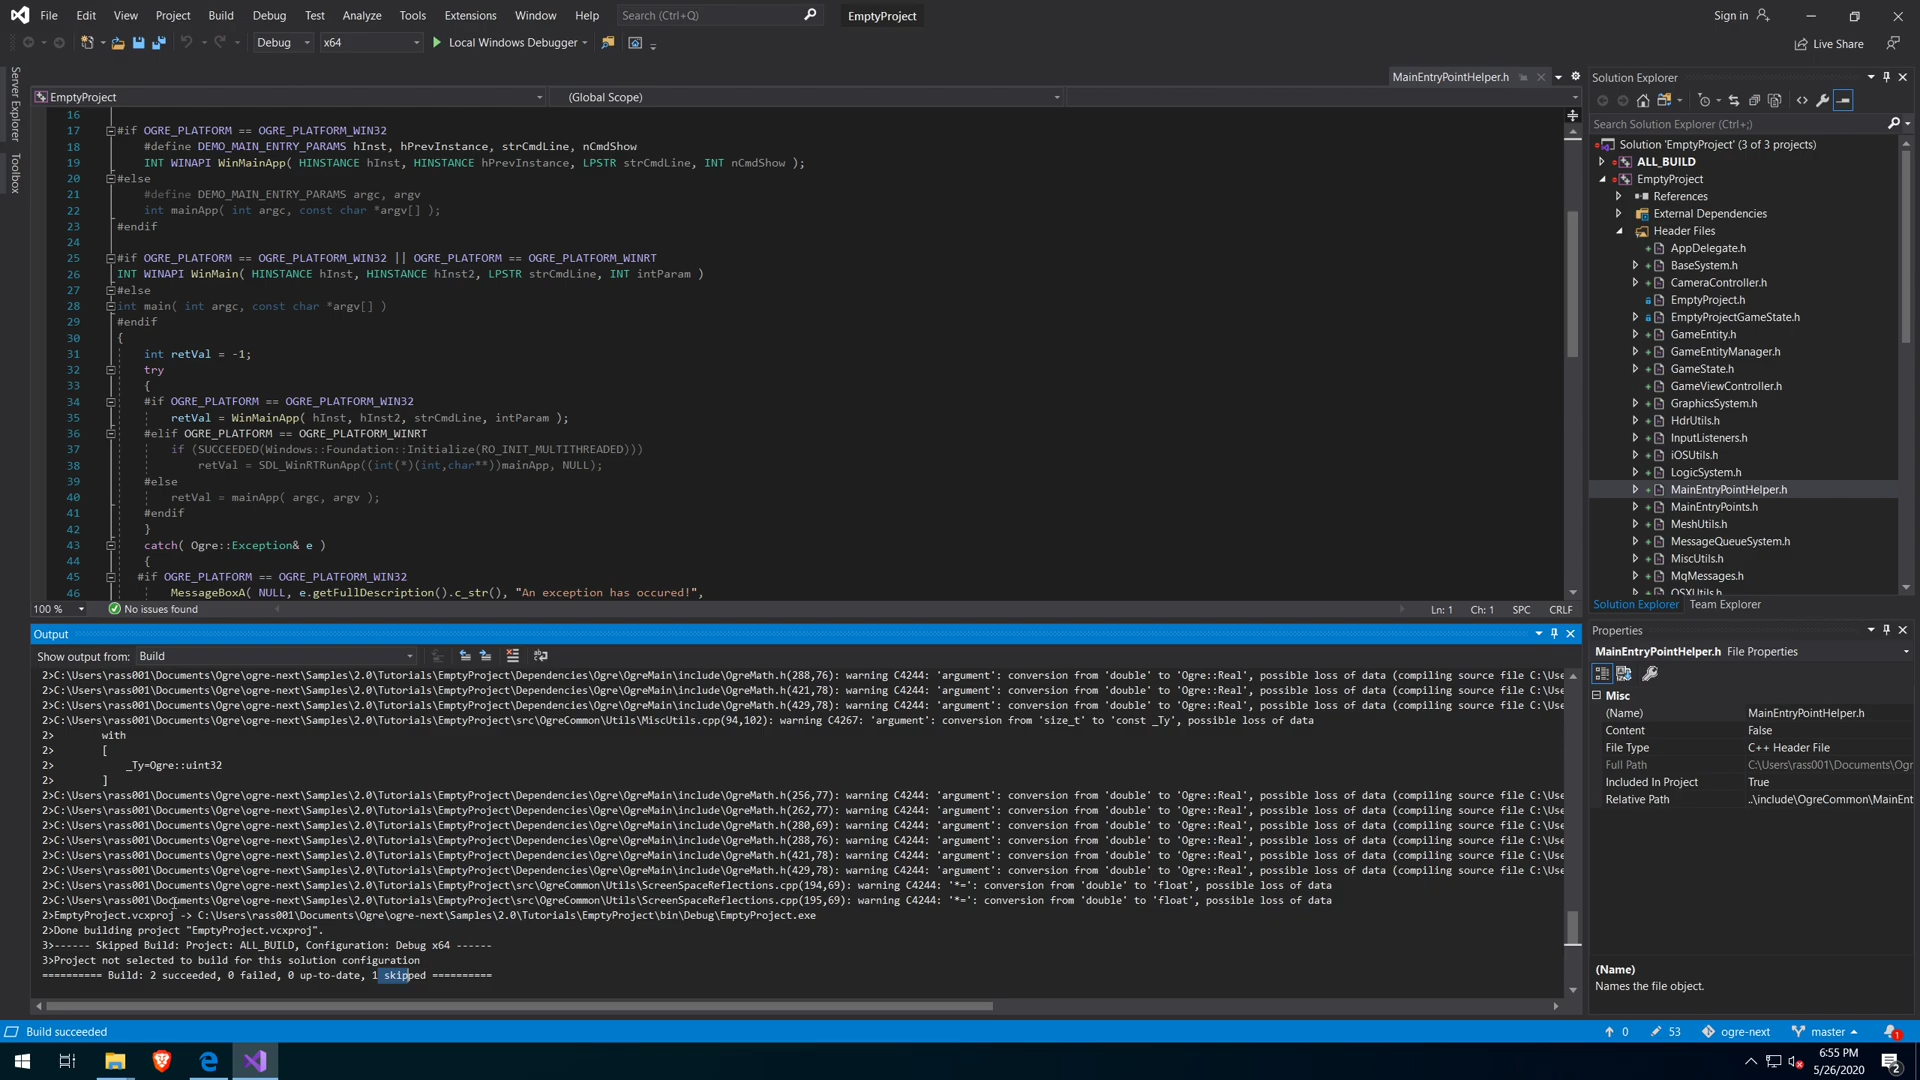 File Edit View Project Build Debug Test Analyze Tools Extensions Window Help Search (Ctrl+Q) EmptyProject Sign in
Debug x64 Local Windows Debugger Live Share
Server Explorer
Toolbox
MainEntryPointHelper.h
EmptyProject (Global Scope)
16
17 #if OGRE_PLATFORM == OGRE_PLATFORM_WIN32
18 #define DEMO_MAIN_ENTRY_PARAMS hInst, hPrevInstance, strCmdLine, nCmdShow
19 INT WINAPI WinMainApp( HINSTANCE hInst, HINSTANCE hPrevInstance, LPSTR strCmdLine, INT nCmdShow );
20 #else
21 #define DEMO_MAIN_ENTRY_PARAMS argc, argv
22 int mainApp( int argc, const char *argv[] );
23 #endif
24
25 #if OGRE_PLATFORM == OGRE_PLATFORM_WIN32 || OGRE_PLATFORM == OGRE_PLATFORM_WINRT
26 INT WINAPI WinMain( HINSTANCE hInst, HINSTANCE hInst2, LPSTR strCmdLine, INT intParam )
27 #else
28 int main( int argc, const char *argv[] )
29 #endif
30 {
31 int retVal = -1;
32 try
33 {
34 #if OGRE_PLATFORM == OGRE_PLATFORM_WIN32
35 retVal = WinMainApp( hInst, hInst2, strCmdLine, intParam );
36 #elif OGRE_PLATFORM == OGRE_PLATFORM_WINRT
37 if (SUCCEEDED(Windows::Foundation::Initialize(RO_INIT_MULTITHREADED)))
38 retVal = SDL_WinRTRunApp((int(*)(int,char**))mainApp, NULL);
39 #else
40 retVal = mainApp( argc, argv );
41 #endif
42 }
43 catch( Ogre::Exception& e )
44 {
45 #if OGRE_PLATFORM == OGRE_PLATFORM_WIN32
46 MessageBoxA( NULL, e.getFullDescription().c_str(), "An exception has occured!",
100 % No issues found Ln: 1 Ch: 1 SPC CRLF
Output
Show output from: Build
2>C:\Users\rass001\Documents\Ogre\ogre-next\Samples\2.0\Tutorials\EmptyProject\Dependencies\Ogre\OgreMain\include\OgreMath.h(288,76): warning C4244: 'argument': conversion from 'double' to 'Ogre::Real', possible loss of data (compiling source file C:\Use
2>C:\Users\rass001\Documents\Ogre\ogre-next\Samples\2.0\Tutorials\EmptyProject\Dependencies\Ogre\OgreMain\include\OgreMath.h(421,78): warning C4244: 'argument': conversion from 'double' to 'Ogre::Real', possible loss of data (compiling source file C:\Use
2>C:\Users\rass001\Documents\Ogre\ogre-next\Samples\2.0\Tutorials\EmptyProject\Dependencies\Ogre\OgreMain\include\OgreMath.h(429,78): warning C4244: 'argument': conversion from 'double' to 'Ogre::Real', possible loss of data (compiling source file C:\Use
2>C:\Users\rass001\Documents\Ogre\ogre-next\Samples\2.0\Tutorials\EmptyProject\src\OgreCommon\Utils\MiscUtils.cpp(94,102): warning C4267: 'argument': conversion from 'size_t' to 'const _Ty', possible loss of data
2> with
2> [
2> _Ty=Ogre::uint32
2> ]
2>C:\Users\rass001\Documents\Ogre\ogre-next\Samples\2.0\Tutorials\EmptyProject\Dependencies\Ogre\OgreMain\include\OgreMath.h(256,77): warning C4244: 'argument': conversion from 'double' to 'Ogre::Real', possible loss of data (compiling source file C:\Use
2>C:\Users\rass001\Documents\Ogre\ogre-next\Samples\2.0\Tutorials\EmptyProject\Dependencies\Ogre\OgreMain\include\OgreMath.h(262,77): warning C4244: 'argument': conversion from 'double' to 'Ogre::Real', possible loss of data (compiling source file C:\Use
2>C:\Users\rass001\Documents\Ogre\ogre-next\Samples\2.0\Tutorials\EmptyProject\Dependencies\Ogre\OgreMain\include\OgreMath.h(280,69): warning C4244: 'argument': conversion from 'double' to 'Ogre::Real', possible loss of data (compiling source file C:\Use
2>C:\Users\rass001\Documents\Ogre\ogre-next\Samples\2.0\Tutorials\EmptyProject\Dependencies\Ogre\OgreMain\include\OgreMath.h(288,76): warning C4244: 'argument': conversion from 'double' to 'Ogre::Real', possible loss of data (compiling source file C:\Use
2>C:\Users\rass001\Documents\Ogre\ogre-next\Samples\2.0\Tutorials\EmptyProject\Dependencies\Ogre\OgreMain\include\OgreMath.h(421,78): warning C4244: 'argument': conversion from 'double' to 'Ogre::Real', possible loss of data (compiling source file C:\Use
2>C:\Users\rass001\Documents\Ogre\ogre-next\Samples\2.0\Tutorials\EmptyProject\Dependencies\Ogre\OgreMain\include\OgreMath.h(429,78): warning C4244: 'argument': conversion from 'double' to 'Ogre::Real', possible loss of data (compiling source file C:\Use
2>C:\Users\rass001\Documents\Ogre\ogre-next\Samples\2.0\Tutorials\EmptyProject\src\OgreCommon\Utils\ScreenSpaceReflections.cpp(194,69): warning C4244: '*=': conversion from 'double' to 'float', possible loss of data
2>C:\Users\rass001\Documents\Ogre\ogre-next\Samples\2.0\Tutorials\EmptyProject\src\OgreCommon\Utils\ScreenSpaceReflections.cpp(195,69): warning C4244: '*=': conversion from 'double' to 'float', possible loss of data
2>EmptyProject.vcxproj -> C:\Users\rass001\Documents\Ogre\ogre-next\Samples\2.0\Tutorials\EmptyProject\bin\Debug\EmptyProject.exe
2>Done building project "EmptyProject.vcxproj".
3>------ Skipped Build: Project: ALL_BUILD, Configuration: Debug x64 ------
3>Project not selected to build for this solution configuration
========== Build: 2 succeeded, 0 failed, 0 up-to-date, 1 skipped ==========
Solution Explorer
Search Solution Explorer (Ctrl+;)
Solution 'EmptyProject' (3 of 3 projects)
ALL_BUILD
EmptyProject
References
External Dependencies
Header Files
AppDelegate.h
BaseSystem.h
CameraController.h
EmptyProject.h
EmptyProjectGameState.h
GameEntity.h
GameEntityManager.h
GameState.h
GameViewController.h
GraphicsSystem.h
HdrUtils.h
InputListeners.h
iOSUtils.h
LogicSystem.h
MainEntryPointHelper.h
MainEntryPoints.h
MeshUtils.h
MessageQueueSystem.h
MiscUtils.h
MqMessages.h
OSXUtils.h
Solution Explorer Team Explorer
Properties
MainEntryPointHelper.h File Properties
Misc
(Name) MainEntryPointHelper.h
Content False
File Type C++ Header File
Full Path C:\Users\rass001\Documents\Ogr
Included In Project True
Relative Path ..\include\OgreCommon\MainEnt
(Name)
Names the file object.
Build succeeded 0 53 ogre-next master 1
6:55 PM
5/26/2020
2